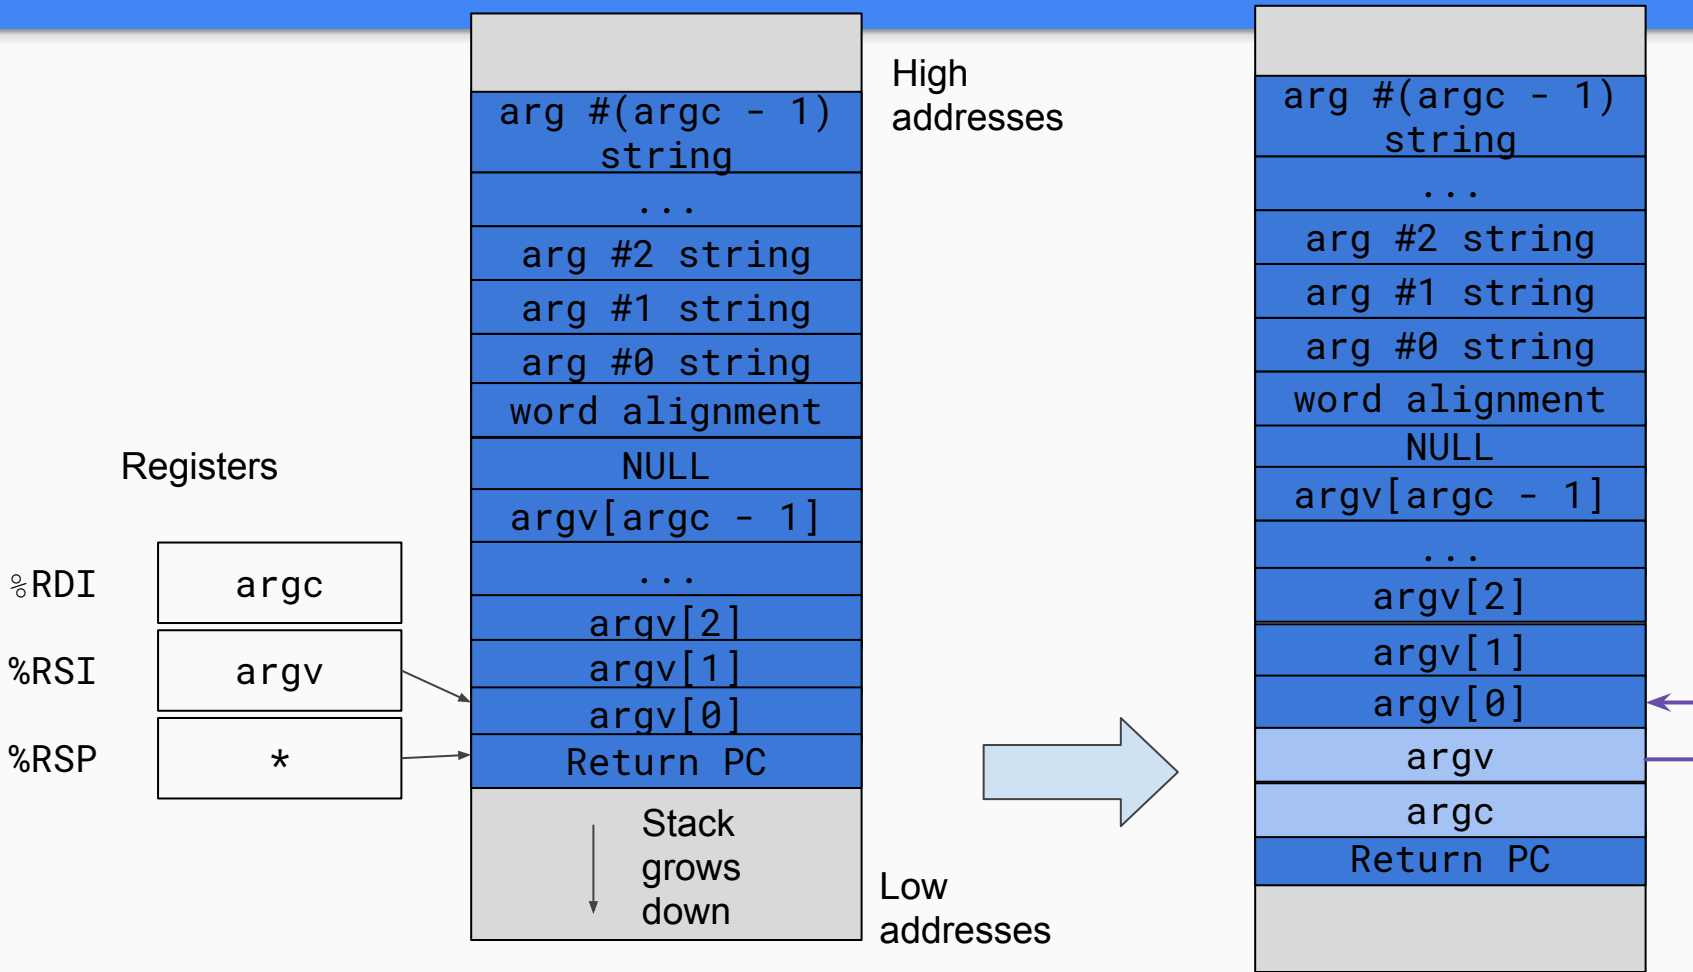 High
addresses
arg #(argc - 1)
string
...
arg #2 string
arg #1 string
arg #0 string
word alignment
NULL
argv[argc - 1]
...
argv[2]
argv[1]
argv[0]
Return PC
Stack
grows
down
Registers
%RDI
argc
%RSI
argv
%RSP
*
Low
addresses
arg #(argc - 1)
string
...
arg #2 string
arg #1 string
arg #0 string
word alignment
NULL
argv[argc - 1]
...
argv[2]
argv[1]
argv[0]
argv
argc
Return PC